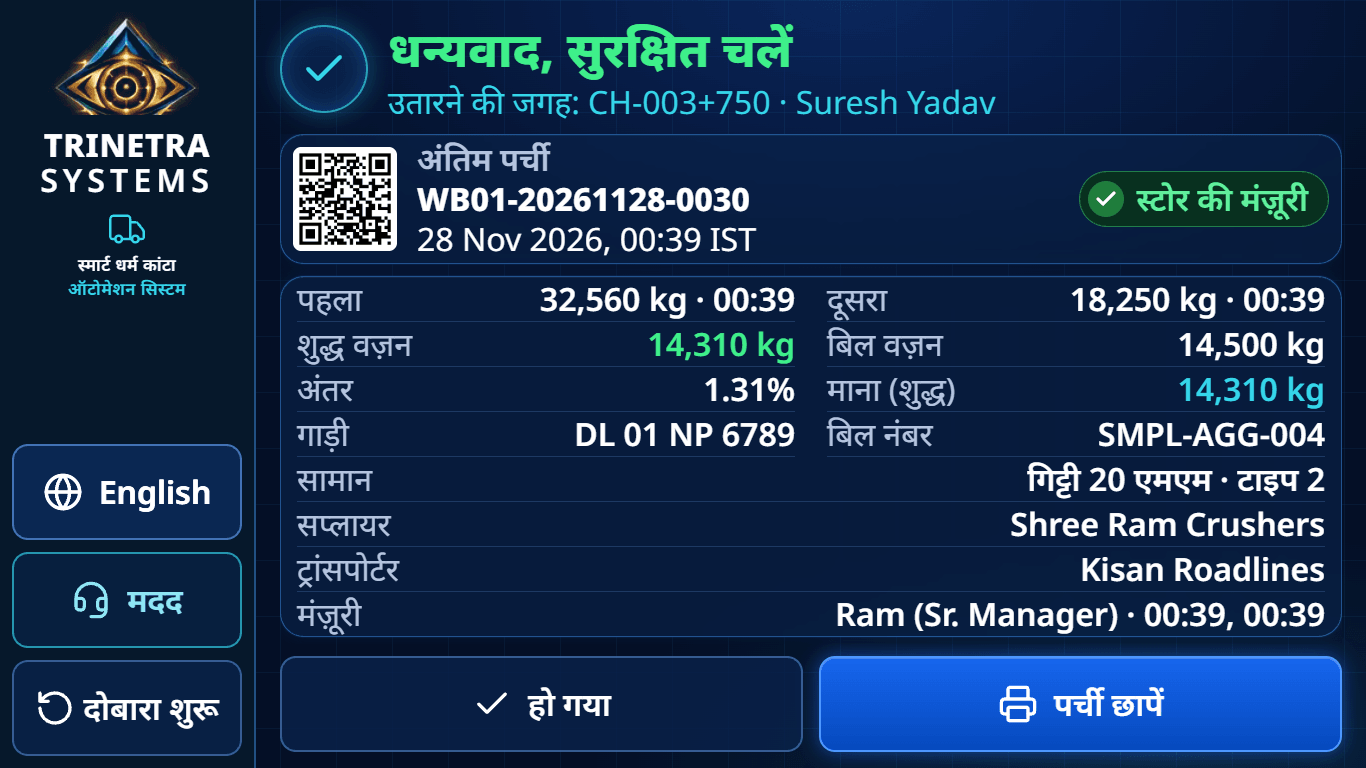 TRINETRA
SYSTEMS
स्मार्ट धर्म कांटा
ऑटोमेशन सिस्टम
English
मदद
दोबारा शुरू
धन्यवाद, सुरक्षित चलें
उतारने की जगह: CH-003+750 · Suresh Yadav
अंतिम पर्ची
WB01-20261128-0030
28 Nov 2026, 00:39 IST
स्टोर की मंज़ूरी
पहला 32,560 kg · 00:39
दूसरा 18,250 kg · 00:39
शुद्ध वज़न 14,310 kg
बिल वज़न 14,500 kg
अंतर 1.31%
माना (शुद्ध) 14,310 kg
गाड़ी DL 01 NP 6789
बिल नंबर SMPL-AGG-004
सामान गिट्टी 20 एमएम · टाइप 2
सप्लायर Shree Ram Crushers
ट्रांसपोर्टर Kisan Roadlines
मंज़ूरी Ram (Sr. Manager) · 00:39, 00:39
हो गया
पर्ची छापें